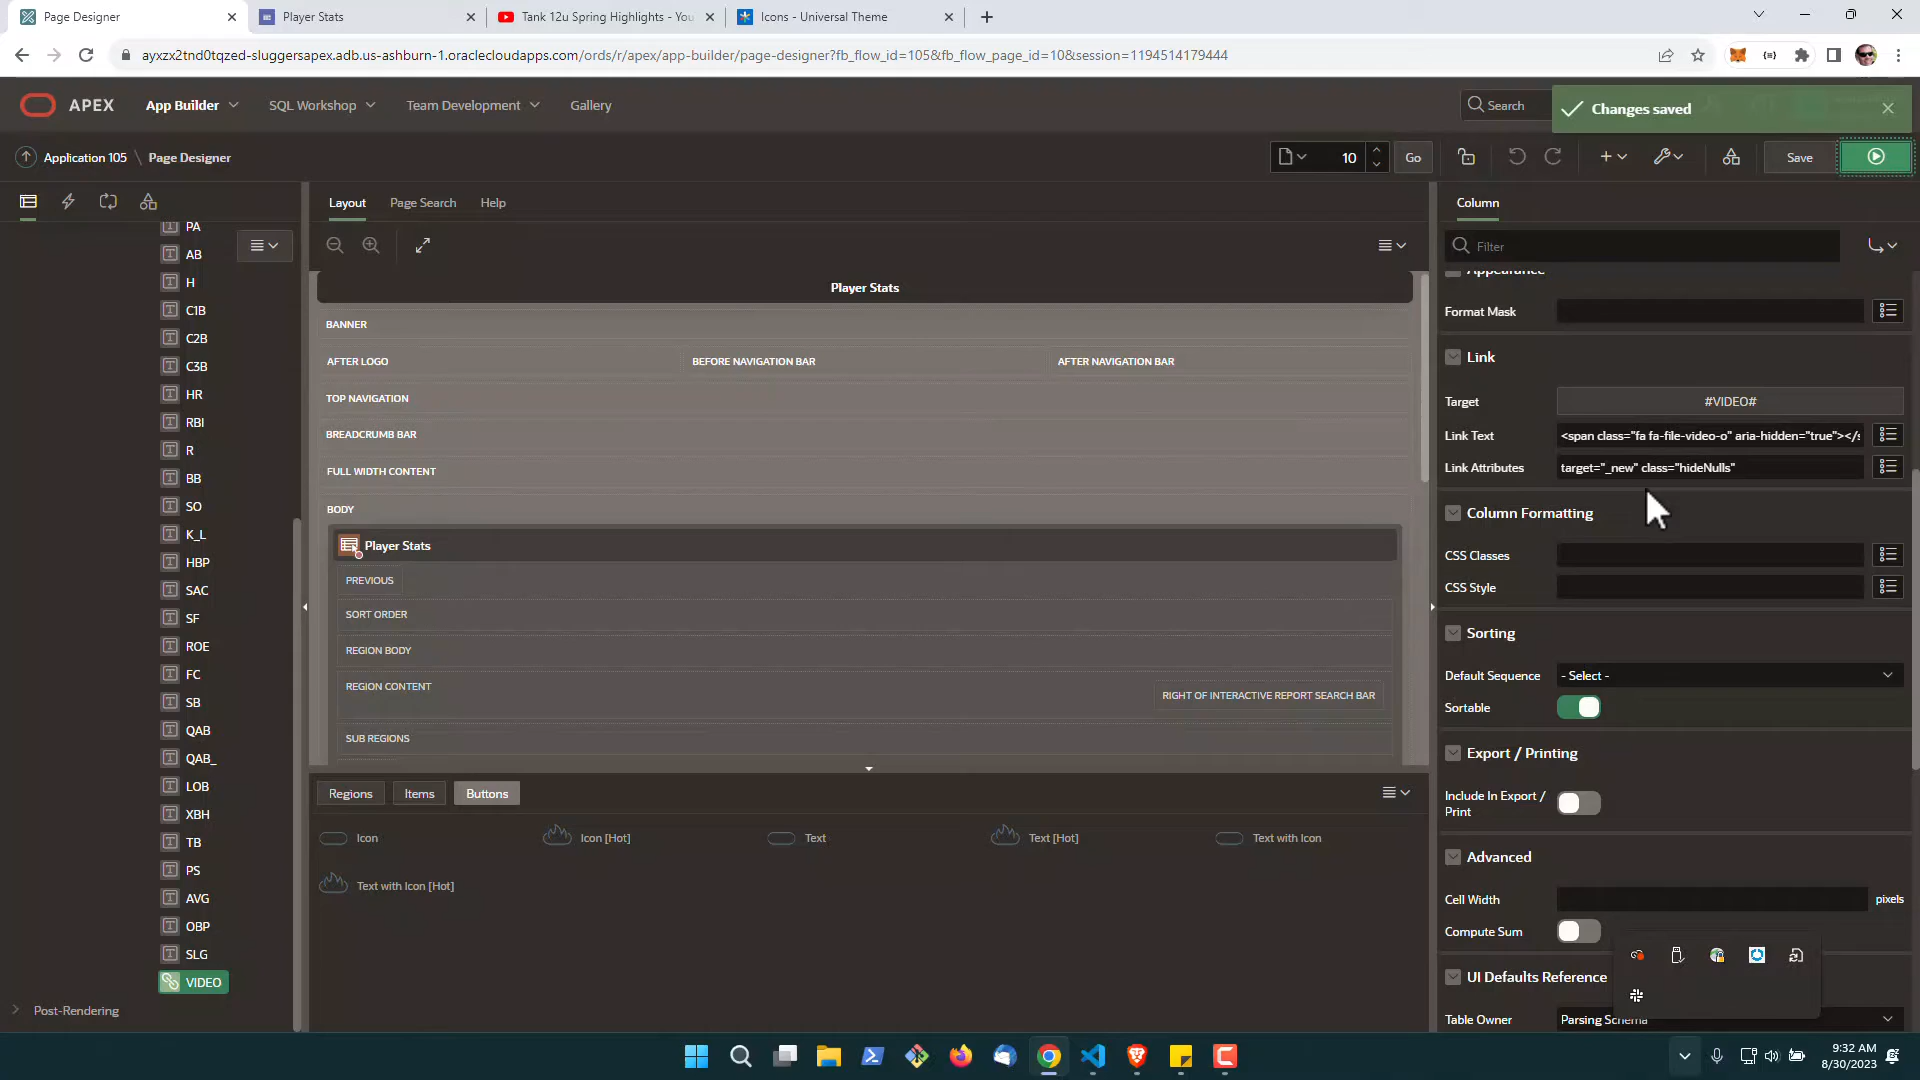 Page Designer
Player Stats
Tank 12u Spring Highlights - You
Icons - Universal Theme
ayxzx2tnd0tqzed-sluggersapex.adb.us-ashburn-1.oraclecloudapps.com/ords/r/apex/app-builder/page-designer?fb_flow_id=105&fb_flow_page_id=10&session=1194514179444
APEX
App Builder
SQL Workshop
Team Development
Gallery
Search
Changes saved
Application 105 \ Page Designer
10
Go
Save
Layout
Page Search
Help
Column
Filter
PA
AB
H
C1B
C2B
C3B
HR
RBI
R
BB
SO
K_L
HBP
SAC
SF
ROE
FC
SB
QAB
QAB_
LOB
XBH
TB
PS
AVG
OBP
SLG
VIDEO
Post-Rendering
Player Stats
BANNER
AFTER LOGO
BEFORE NAVIGATION BAR
AFTER NAVIGATION BAR
TOP NAVIGATION
BREADCRUMB BAR
FULL WIDTH CONTENT
BODY
Player Stats
PREVIOUS
SORT ORDER
REGION BODY
REGION CONTENT
RIGHT OF INTERACTIVE REPORT SEARCH BAR
SUB REGIONS
Regions
Items
Buttons
Icon
Icon [Hot]
Text
Text [Hot]
Text with Icon
Text with Icon [Hot]
Appearance
Format Mask
Link
Target
#VIDEO#
Link Text
<span class="fa fa-file-video-o" aria-hidden="true"></s
Link Attributes
target="_new" class="hideNulls"
Column Formatting
CSS Classes
CSS Style
Sorting
Default Sequence
- Select -
Sortable
Export / Printing
Include In Export /
Print
Advanced
Cell Width
pixels
Compute Sum
UI Defaults Reference
Table Owner
Parsing Schema
9:32 AM
8/30/2023